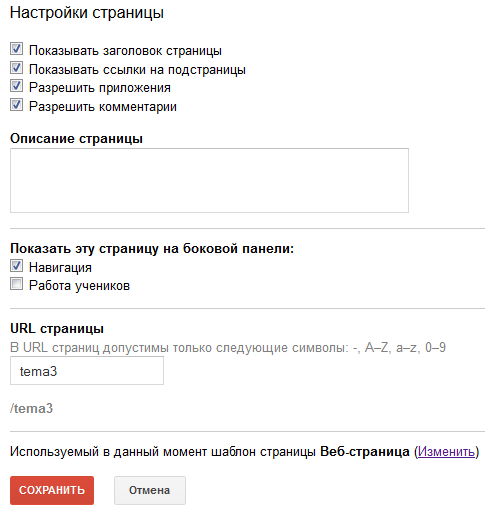 Настройки страницы
Показывать заголовок страницы
Показывать ссылки на подстраницы
Разрешить приложения
Разрешить комментарии
Описание страницы
Показать эту страницу на боковой панели:
Навигация
Работа учеников
URL страницы
В URL страниц допустимы только следующие символы: -, A–Z, a–z, 0–9
tema3
/tema3
Используемый в данный момент шаблон страницы Веб-страница (Изменить)
СОХРАНИТЬ Отмена